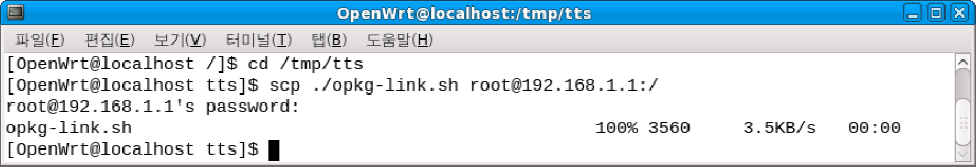 OpenWrt@localhost:/tmp/tts
파일(F) 편집(E) 보기(V) 터미널(T) 탭(B) 도움말(H)
[OpenWrt@localhost /]$ cd /tmp/tts
[OpenWrt@localhost tts]$ scp ./opkg-link.sh root@192.168.1.1:/
root@192.168.1.1's password:
opkg-link.sh 100% 3560 3.5KB/s 00:00
[OpenWrt@localhost tts]$